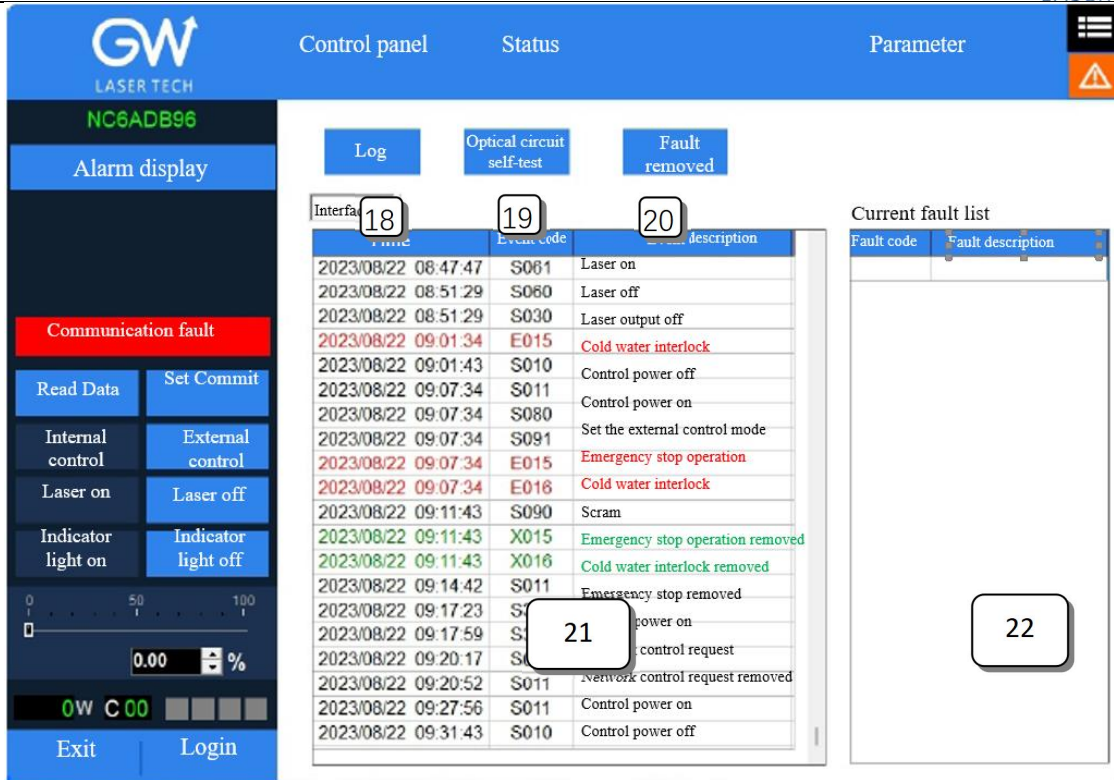 GW
LASER TECH
Control panel
Status
Parameter
NC6ADB96
Alarm display
Log
Optical circuit
self-test
Fault
removed
18
19
20
Current fault list
Event code
description
Fault code
Fault description
2023/08/22 08:47:47 S061 Laser on
2023/08/22 08:51:29 S060 Laser off
2023/08/22 08:51:29 S030 Laser output off
2023/08/22 09:01:34 E015 Cold water interlock
2023/08/22 09:01:43 S010 Control power off
2023/08/22 09:07:34 S011 Control power on
2023/08/22 09:07:34 S080 Set the external control mode
2023/08/22 09:07:34 S091 Emergency stop operation
2023/08/22 09:07:34 E015 Cold water interlock
2023/08/22 09:07:34 E016 Scram
2023/08/22 09:11:43 S090 Emergency stop operation removed
2023/08/22 09:11:43 X015 Cold water interlock removed
2023/08/22 09:11:43 X016 Emergency stop removed
2023/08/22 09:14:42 S011 power on
2023/08/22 09:17:23 control request
2023/08/22 09:17:59 Network control request removed
2023/08/22 09:20:17 Control power on
2023/08/22 09:20:52 S011 Control power off
2023/08/22 09:27:56 S011
2023/08/22 09:31:43 S010
21
22
Communication fault
Read Data
Set Commit
Internal
control
External
control
Laser on
Laser off
Indicator
light on
Indicator
light off
0 50 100
0.00 %
0W C 00
Exit
Login